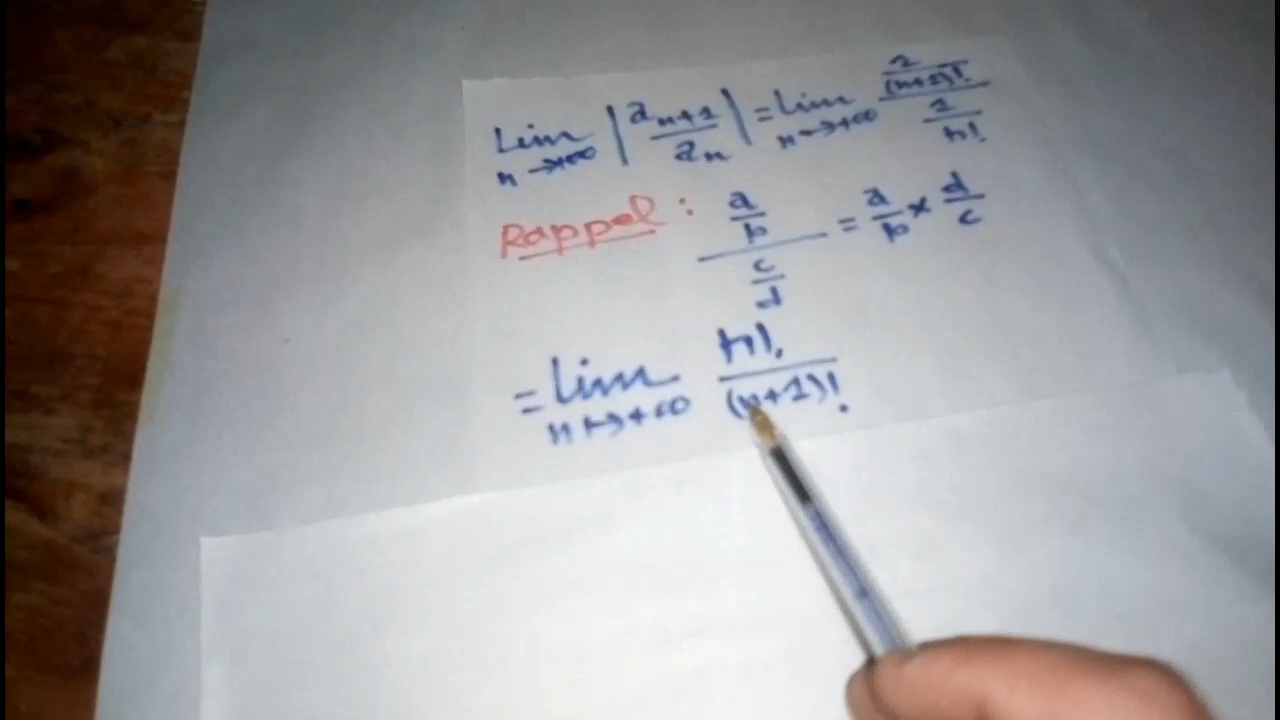 lim n→+∞ |a_{n+1}/a_n| = lim n→+∞ (1/(n+1)!)/(1/n!)
Rappel : (a/b)/(c/d) = a/b × d/c
= lim n→+∞ n!/(n+1)!